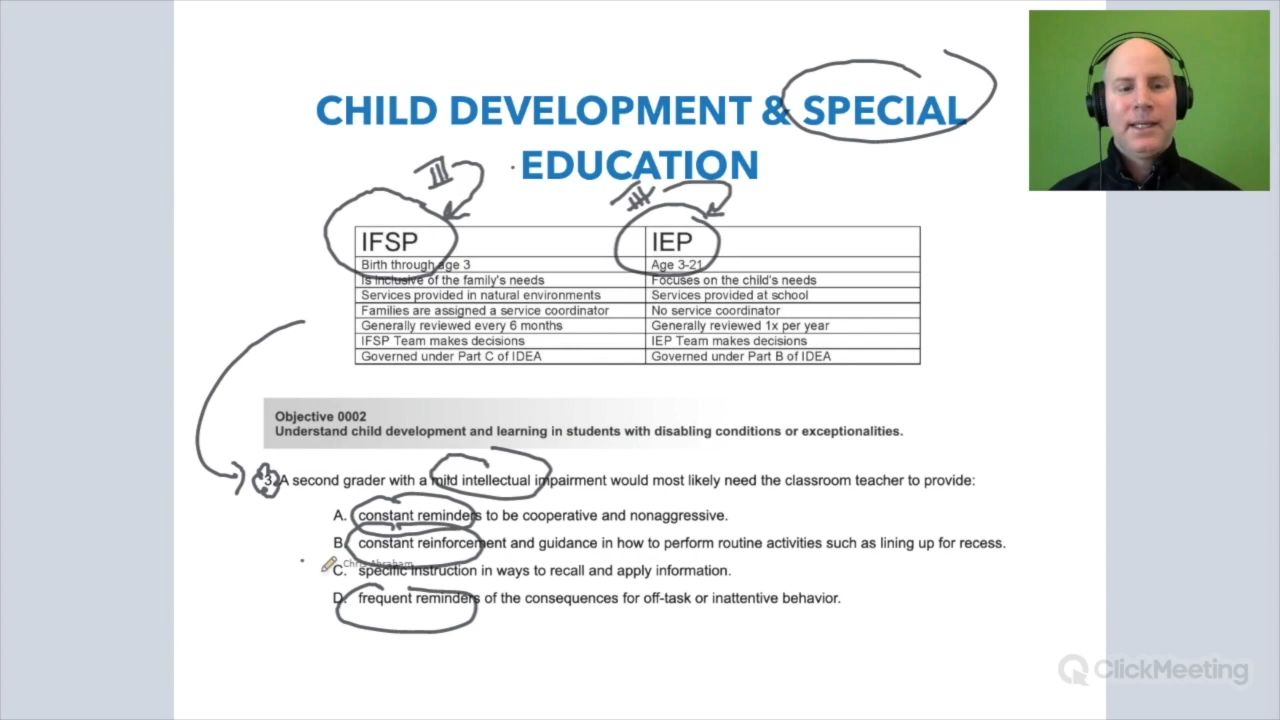 CHILD DEVELOPMENT & SPECIAL
EDUCATION
III
IFSP IEP
Birth through age 3 Age 3-21
Is inclusive of the family's needs Focuses on the child's needs
Services provided in natural environments Services provided at school
Families are assigned a service coordinator No service coordinator
Generally reviewed every 6 months Generally reviewed 1x per year
IFSP Team makes decisions IEP Team makes decisions
Governed under Part C of IDEA Governed under Part B of IDEA
Objective 0002
Understand child development and learning in students with disabling conditions or exceptionalities.
3. A second grader with a mild intellectual impairment would most likely need the classroom teacher to provide:
A. constant reminders to be cooperative and nonaggressive.
B. constant reinforcement and guidance in how to perform routine activities such as lining up for recess.
Chris Abraham
C. specific instruction in ways to recall and apply information.
D. frequent reminders of the consequences for off-task or inattentive behavior.
ClickMeeting